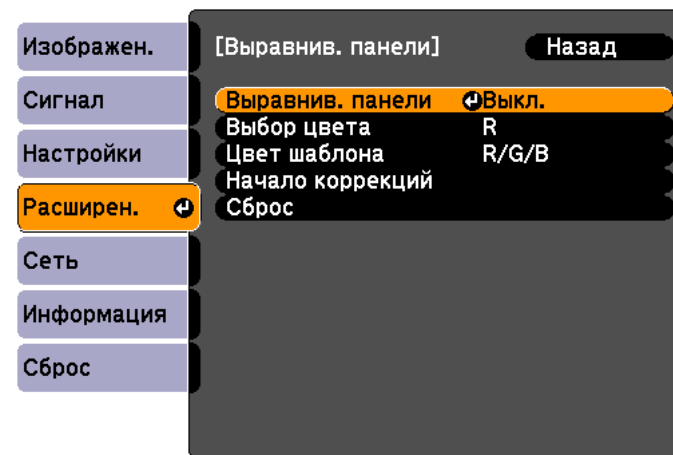 Изображен.
Сигнал
Настройки
Расширен.
Сеть
Информация
Сброс
[Выравнив. панели] Назад
Выравнив. панели Выкл.
Выбор цвета R
Цвет шаблона R/G/B
Начало коррекций
Сброс